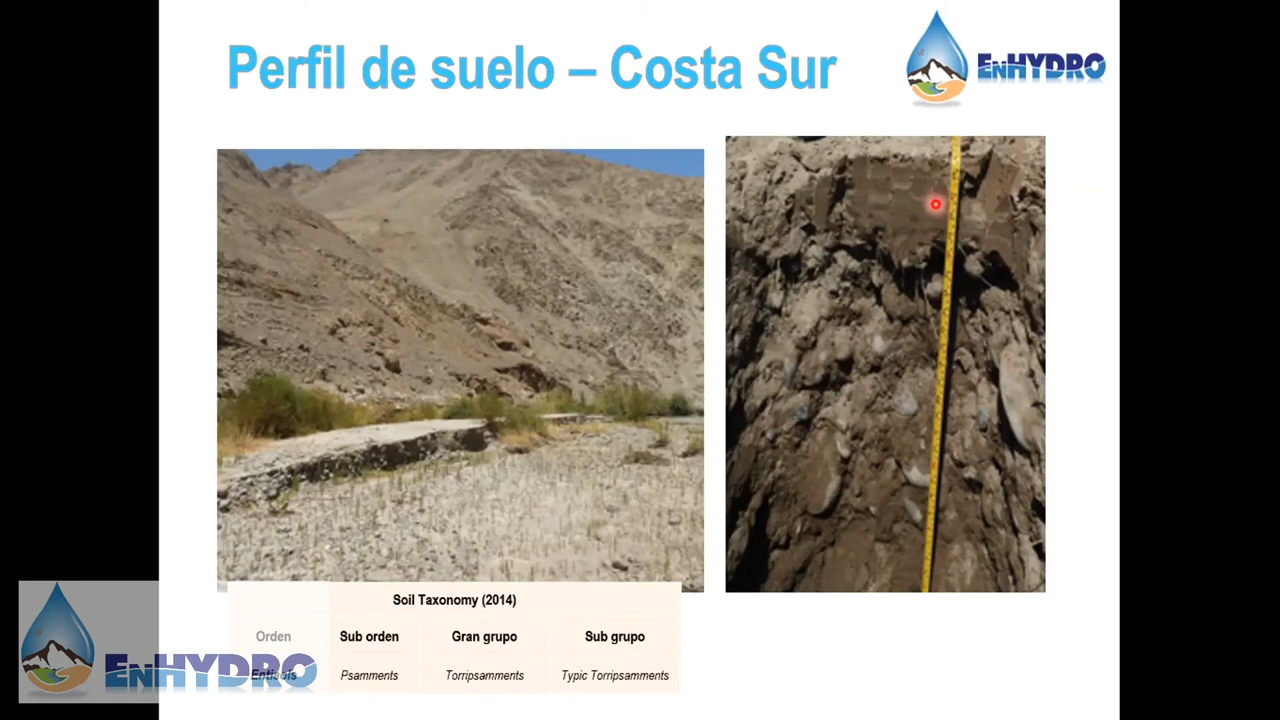 Perfil de suelo – Costa Sur
ENHYDRO
Soil Taxonomy (2014)
Orden Sub orden Gran grupo Sub grupo
Entisols Psamments Torripsamments Typic Torripsamments
ENHYDRO